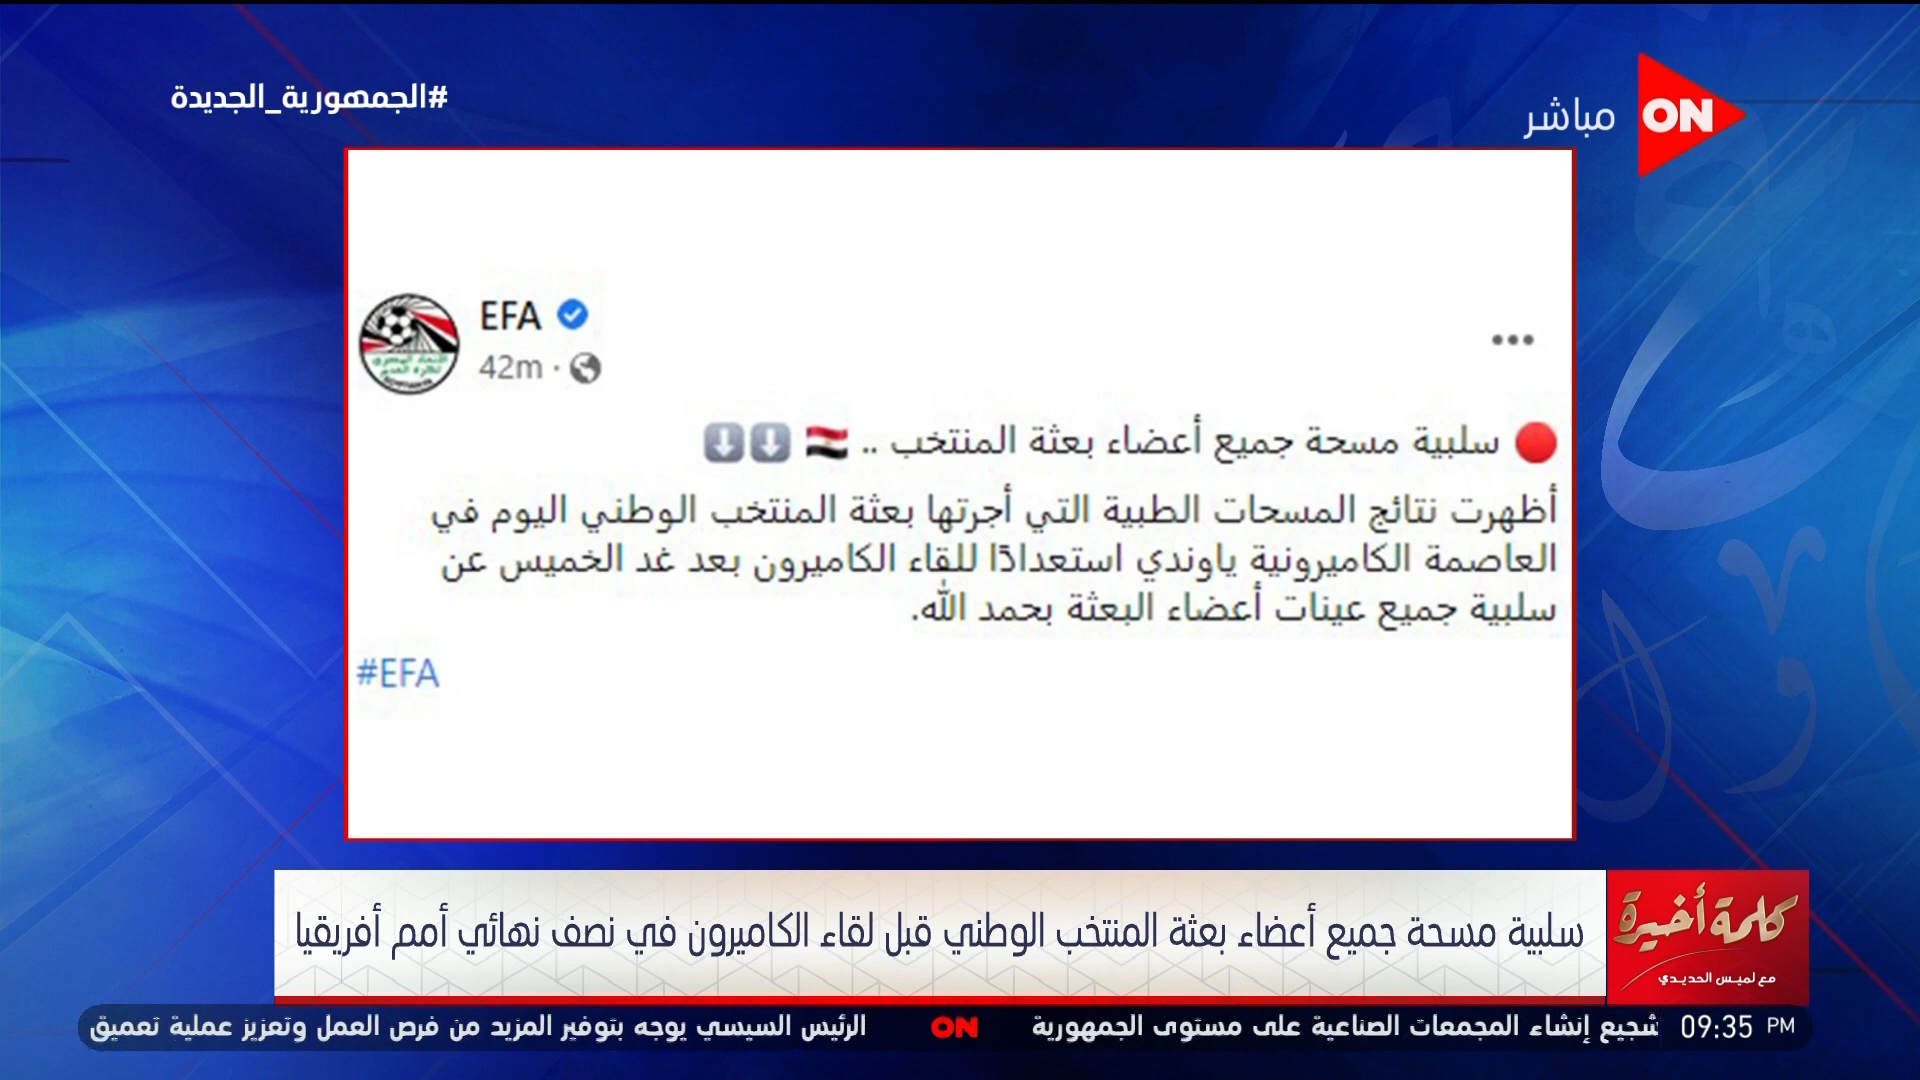 #الجمهورية_الجديدة
مباشر
ON
EFA
42m
سلبية مسحة جميع أعضاء بعثة المنتخب ..
أظهرت نتائج المسحات الطبية التي أجرتها بعثة المنتخب الوطني اليوم في
العاصمة الكاميرونية ياوندي استعدادًا للقاء الكاميرون بعد غد الخميس عن
سلبية جميع عينات أعضاء البعثة بحمد الله.
#EFA
كلمة أخيرة
مع لميس الحديدي
سلبية مسحة جميع أعضاء بعثة المنتخب الوطني قبل لقاء الكاميرون في نصف نهائي أمم أفريقيا
09:35 PM
شجيع إنشاء المجمعات الصناعية على مستوى الجمهورية ON الرئيس السيسي يوجه بتوفير المزيد من فرص العمل وتعزيز عملية تعميق